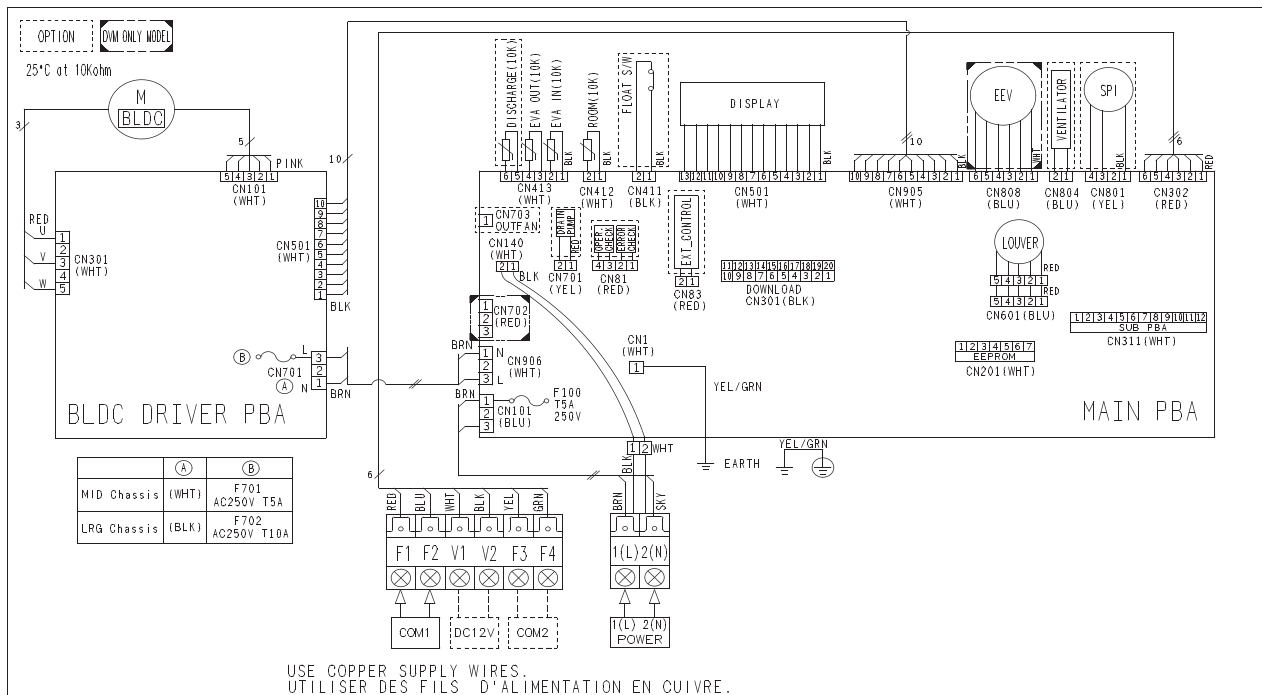 OPTION
DVM ONLY MODEL
25°C at 10Kohm
M
BLDC
3
5
10
PINK
5 4 3 2 1
CN101
(WHT)
RED
U
V
W
1
2
3
4
5
CN301
(WHT)
10
9
8
7
6
5
4
3
2
1
CN501
(WHT)
BLK
B
L
3
2
1
CN701
A
N
BRN
BLDC DRIVER PBA
A B
MID Chassis (WHT) F701
AC250V T5A
LRG Chassis (BLK) F702
AC250V T10A
DISCHARGE(10K)
EVA OUT(10K)
EVA IN(10K)
BLK
6 5 4 3 2 1
CN413
(WHT)
ROOM(10K)
BLK
2 1
CN412
(WHT)
FLOAT S/W
BLK
2 1
CN411
(BLK)
DISPLAY
BLK
13 12 11 10 9 8 7 6 5 4 3 2 1
CN501
(WHT)
10
BLK
10 9 8 7 6 5 4 3 2 1
CN905
(WHT)
EEV
WHT
6 5 4 3 2 1
CN808
(BLU)
VENTILATOR
2 1
CN804
(BLU)
SPI
BLK
4 3 2 1
CN801
(YEL)
6
RED
6 5 4 3 2 1
CN302
(RED)
1
CN703
OUTFAN
CN140
(WHT)
2 1
BLK
DRAIN
PUMP
RED
2 1
CN701
(YEL)
OPER.
CHECK
ERROR
CHECK
4 3 2 1
CN81
(RED)
EXT_CONTROL
2 1
CN83
(RED)
11 12 13 14 15 16 17 18 19 20
10 9 8 7 6 5 4 3 2 1
DOWNLOAD
CN301(BLK)
LOUVER
RED
5 4 3 2 1
RED
5 4 3 2 1
CN601(BLU)
1 2 3 4 5 6 7 8 9 10 11 12
SUB PBA
CN311(WHT)
1 2 3 4 5 6 7
EEPROM
CN201(WHT)
1
2
3
CN702
(RED)
BRN
1
2
3
N
L
CN906
(WHT)
BRN
1
2
3
CN101
(BLU)
F100
T5A
250V
CN1
(WHT)
1
YEL/GRN
EARTH
YEL/GRN
MAIN PBA
1 2 WHT
BLK
6
RED
BLU
WHT
BLK
YEL
GRN
F1 F2 V1 V2 F3 F4
COM1
DC12V
COM2
BRN
SKY
1(L) 2(N)
1(L) 2(N)
POWER
USE COPPER SUPPLY WIRES.
UTILISER DES FILS D'ALIMENTATION EN CUIVRE.